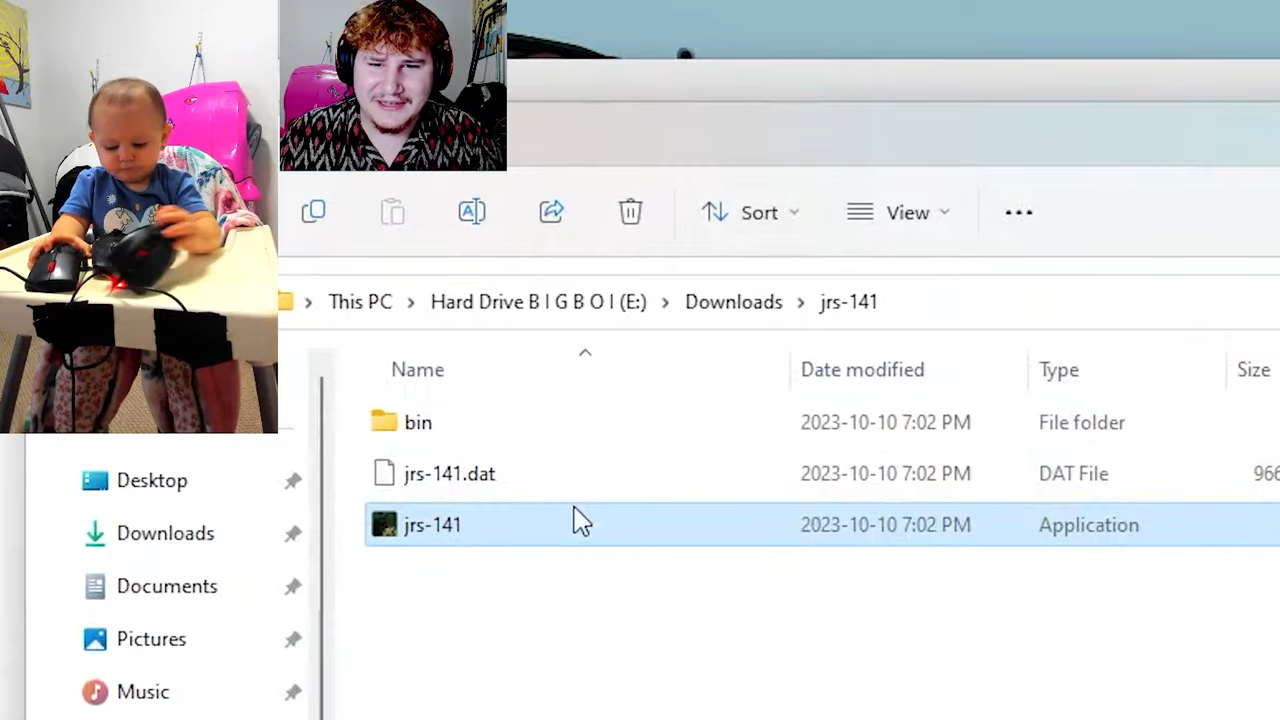 Sort
View
This PC > Hard Drive B I G B O I (E:) > Downloads > jrs-141
Name Date modified Type Size
bin 2023-10-10 7:02 PM File folder
jrs-141.dat 2023-10-10 7:02 PM DAT File 966
jrs-141 2023-10-10 7:02 PM Application
Desktop
Downloads
Documents
Pictures
Music